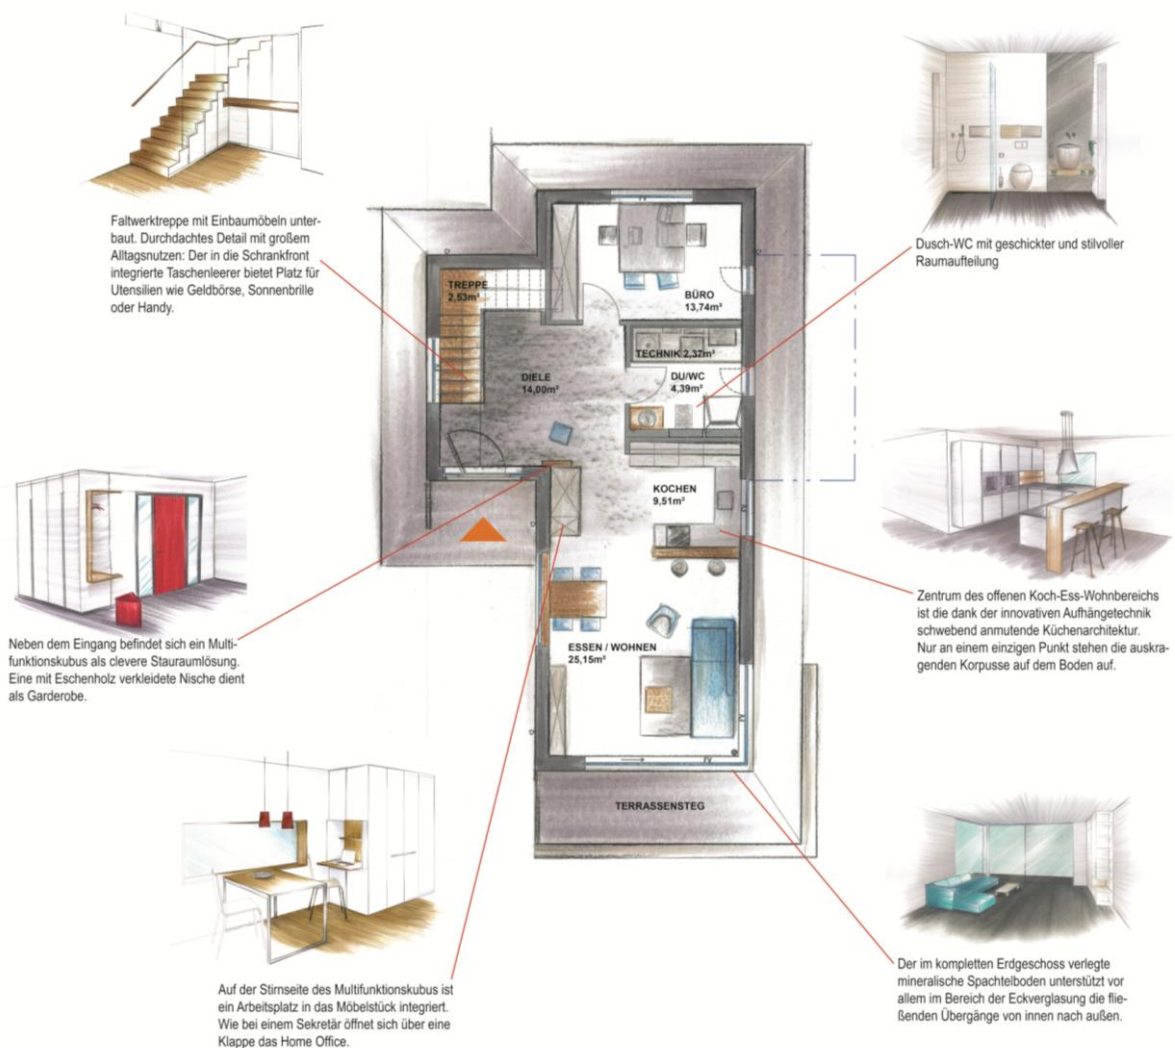 Faltwerktreppe mit Einbaumöbeln unter-
baut. Durchdachtes Detail mit großem
Alltagsnutzen: Der in die Schrankfront
integrierte Taschenleerer bietet Platz für
Utensilien wie Geldbörse, Sonnenbrille
oder Handy.
Dusch-WC mit geschickter und stilvoller
Raumaufteilung
TREPPE
2,53m²
BÜRO
13,74m²
TECHNIK 2,37m²
DIELE
14,00m²
DU/WC
4,39m²
KOCHEN
9,51m²
Neben dem Eingang befindet sich ein Multi-
funktionskubus als clevere Stauraumlösung.
Eine mit Eschenholz verkleidete Nische dient
als Garderobe.
Zentrum des offenen Koch-Ess-Wohnbereichs
ist die dank der innovativen Aufhängetechnik
schwebend anmutende Küchenarchitektur.
Nur an einem einzigen Punkt stehen die auskra-
genden Korpusse auf dem Boden auf.
ESSEN / WOHNEN
25,15m²
TERRASSENSTEG
Auf der Stirnseite des Multifunktionskubus ist
ein Arbeitsplatz in das Möbelstück integriert.
Wie bei einem Sekretär öffnet sich über eine
Klappe das Home Office.
Der im kompletten Erdgeschoss verlegte
mineralische Spachtelboden unterstützt vor
allem im Bereich der Eckverglasung die flie-
ßenden Übergänge von innen nach außen.